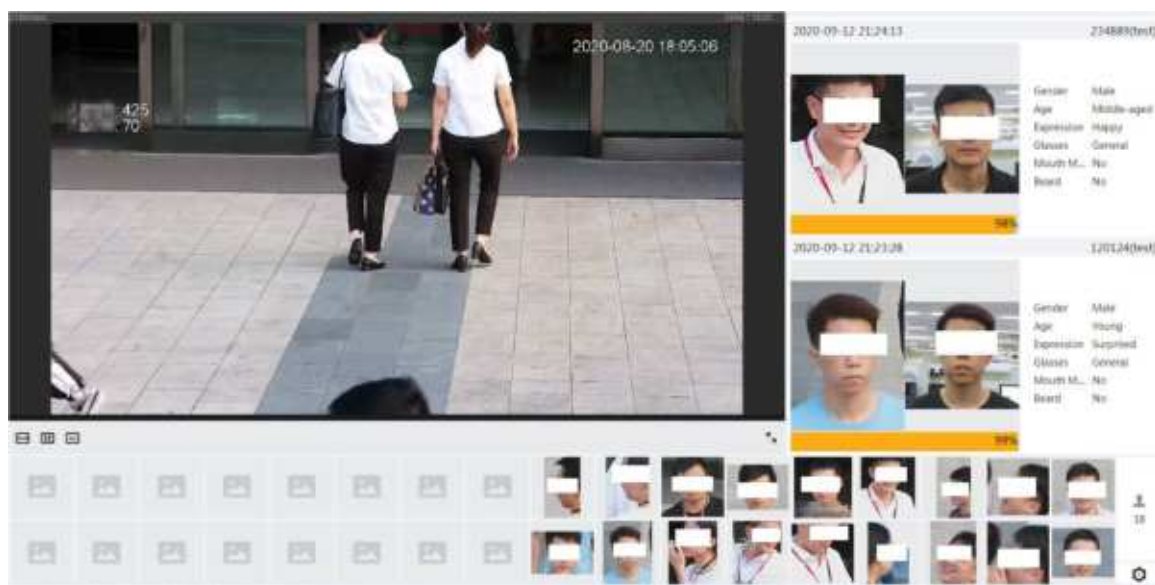 2020-08-20 18:05:06
425
70
2020-09-12 21:24:13 234889(test)
Gender Male
Age Middle-aged
Expression Happy
Glasses General
Mouth M... No
Beard No
98%
2020-09-12 21:23:28 120124(test)
Gender Male
Age Young
Expression Surprised
Glasses General
Mouth M... No
Beard No
99%
18